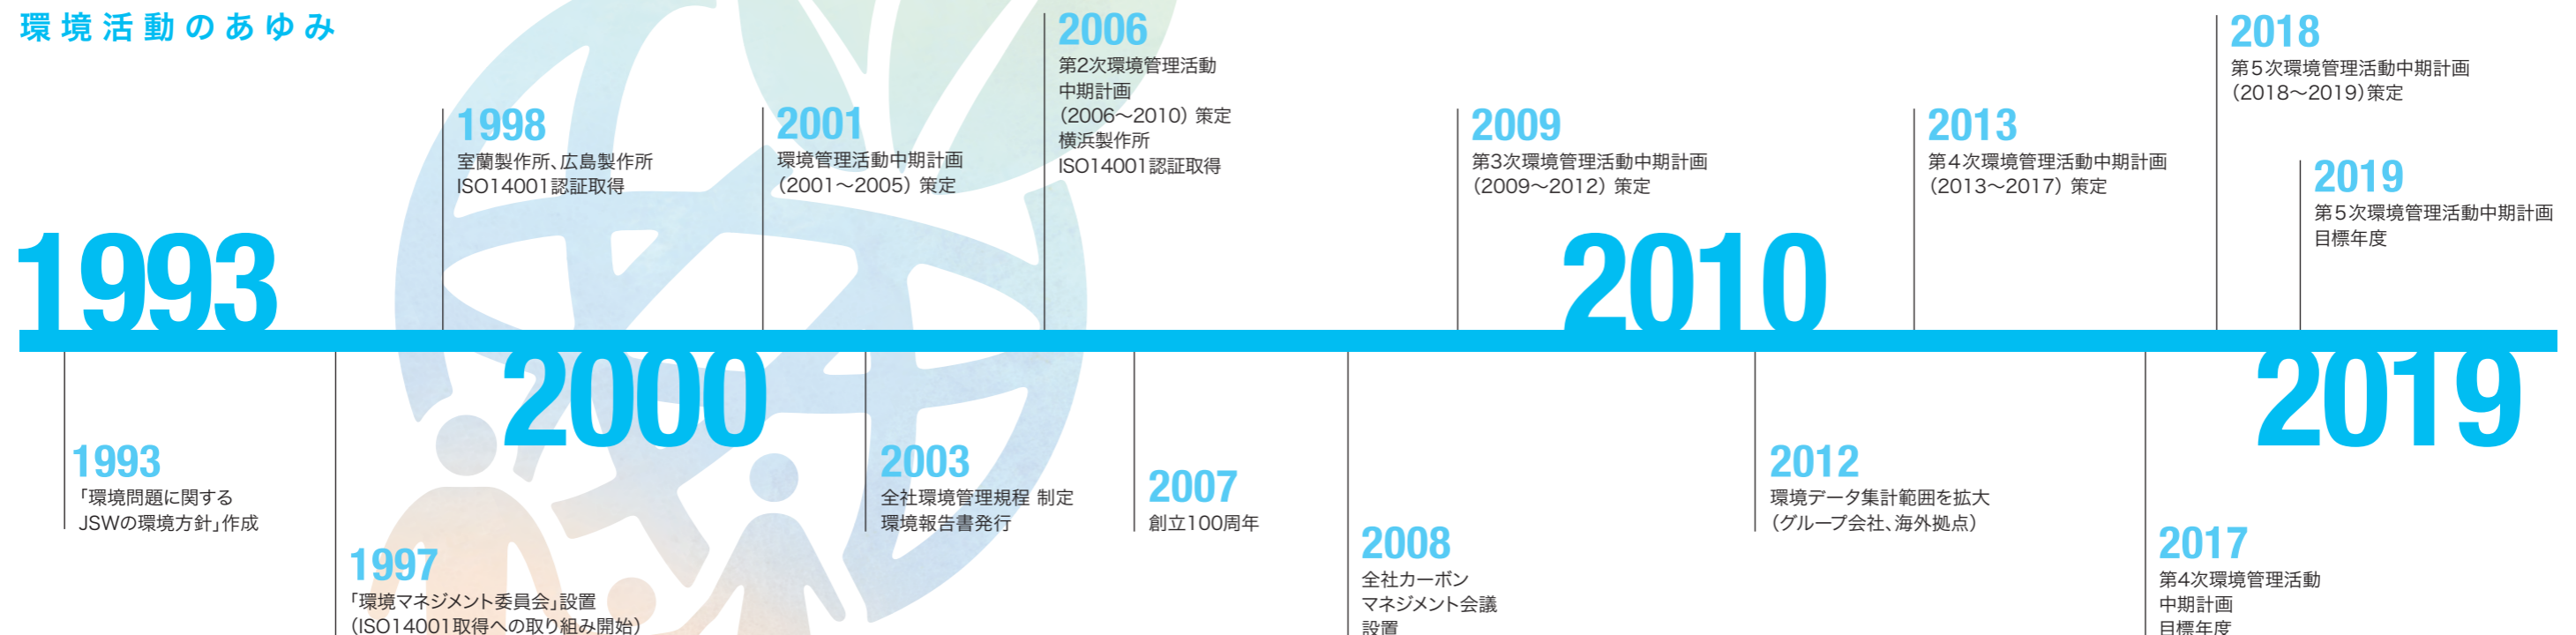 環境活動のあゆみ
1993
2000
2010
2019
1993
「環境問題に関する
JSWの環境方針」作成
1997
「環境マネジメント委員会」設置
（ISO14001取得への取り組み開始）
1998
室蘭製作所、広島製作所
ISO14001認証取得
2001
環境管理活動中期計画
（2001〜2005）策定
2003
全社環境管理規程 制定
環境報告書発行
2006
第2次環境管理活動
中期計画
（2006〜2010）策定
横浜製作所
ISO14001認証取得
2007
創立100周年
2008
全社カーボン
マネジメント会議
設置
2009
第3次環境管理活動中期計画
（2009〜2012）策定
2012
環境データ集計範囲を拡大
（グループ会社、海外拠点）
2013
第4次環境管理活動中期計画
（2013〜2017）策定
2017
第4次環境管理活動
中期計画
目標年度
2018
第5次環境管理活動中期計画
（2018〜2019）策定
2019
第5次環境管理活動中期計画
目標年度